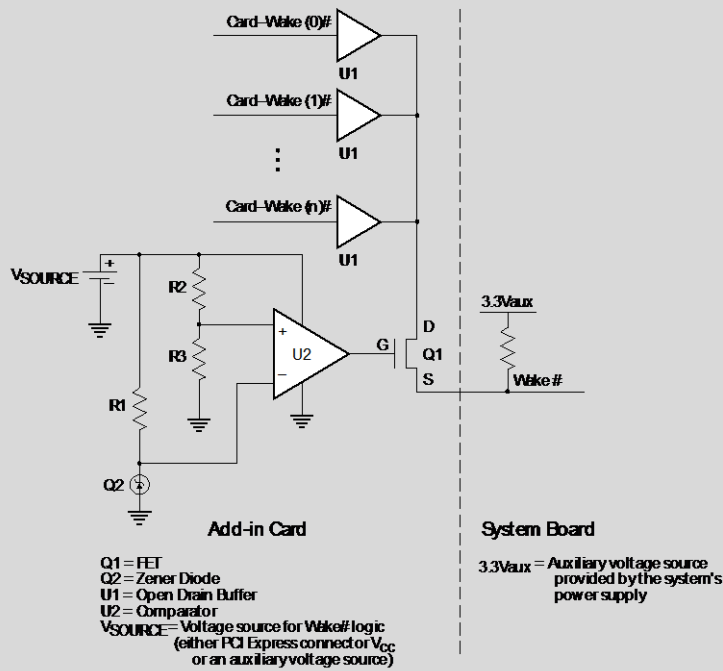 Card–Wake (0)#
U1
Card–Wake (1)#
U1
Card–Wake (n)#
U1
+
VSOURCE
–
R2
R3
R1
+
U2
–
G
D
Q1
S
3.3Vaux
Wake #
Q2
Add-in Card
System Board
Q1 = FET
Q2 = Zener Diode
U1 = Open Drain Buffer
U2 = Comparator
VSOURCE = Voltage source for Wake# logic
(either PCI Express connector VCC
or an auxiliary voltage source)
3.3Vaux = Auxiliary voltage source
provided by the system's
power supply